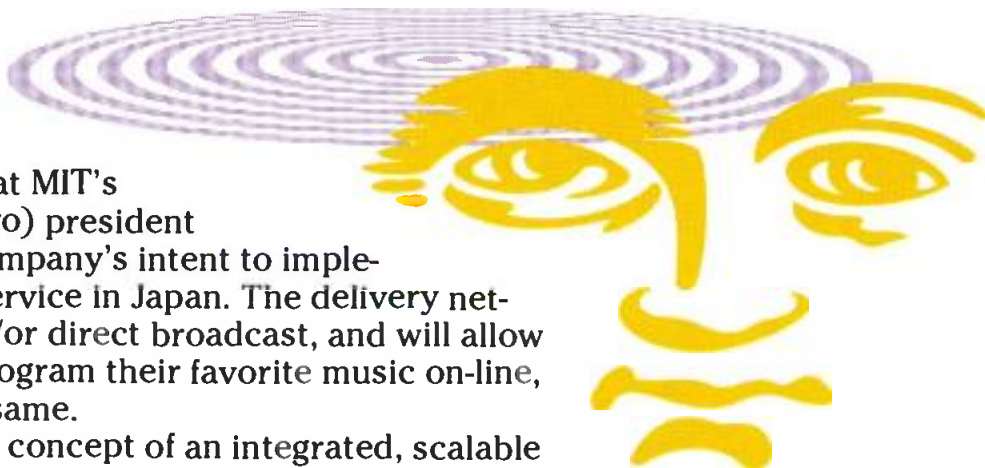 at MIT's
o) president
mpany's intent to imple-
ervice in Japan. The delivery net-
/or direct broadcast, and will allow
ogram their favorite music on-line,
same.
concept of an integrated, scalable